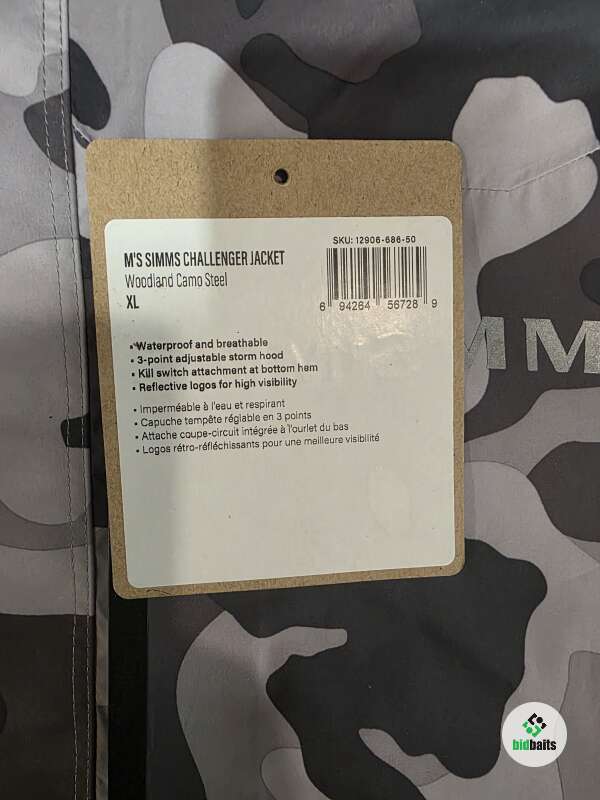 M'S SIMMS CHALLENGER JACKET
Woodland Camo Steel
XL
SKU: 12906-686-50
6 94264 56728 9
• Waterproof and breathable
• 3-point adjustable storm hood
• Kill switch attachment at bottom hem
• Reflective logos for high visibility
• Imperméable à l'eau et respirant
• Capuche tempête réglable en 3 points
• Attache coupe-circuit intégrée à l'ourlet du bas
• Logos rétro-réfléchissants pour une meilleure visibilité
MM
bidbaits